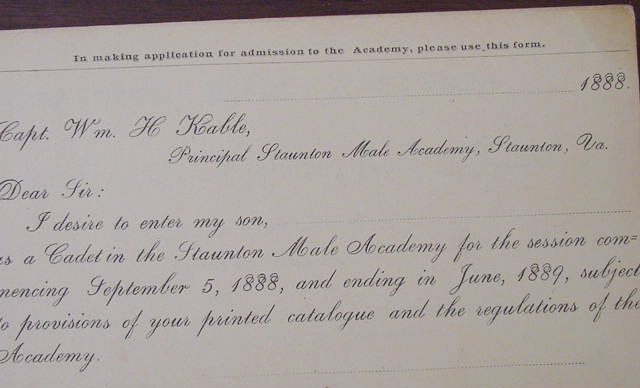 In making application for admission to the Academy, please use this form.
1888.
Capt. Wm. H Kable,
Principal Staunton Male Academy, Staunton, Va.
Dear Sir:
I desire to enter my son,
as a Cadet in the Staunton Male Academy for the session com=
mencing September 5, 1888, and ending in June, 1889, subject
to provisions of your printed catalogue and the regulations of the
Academy.